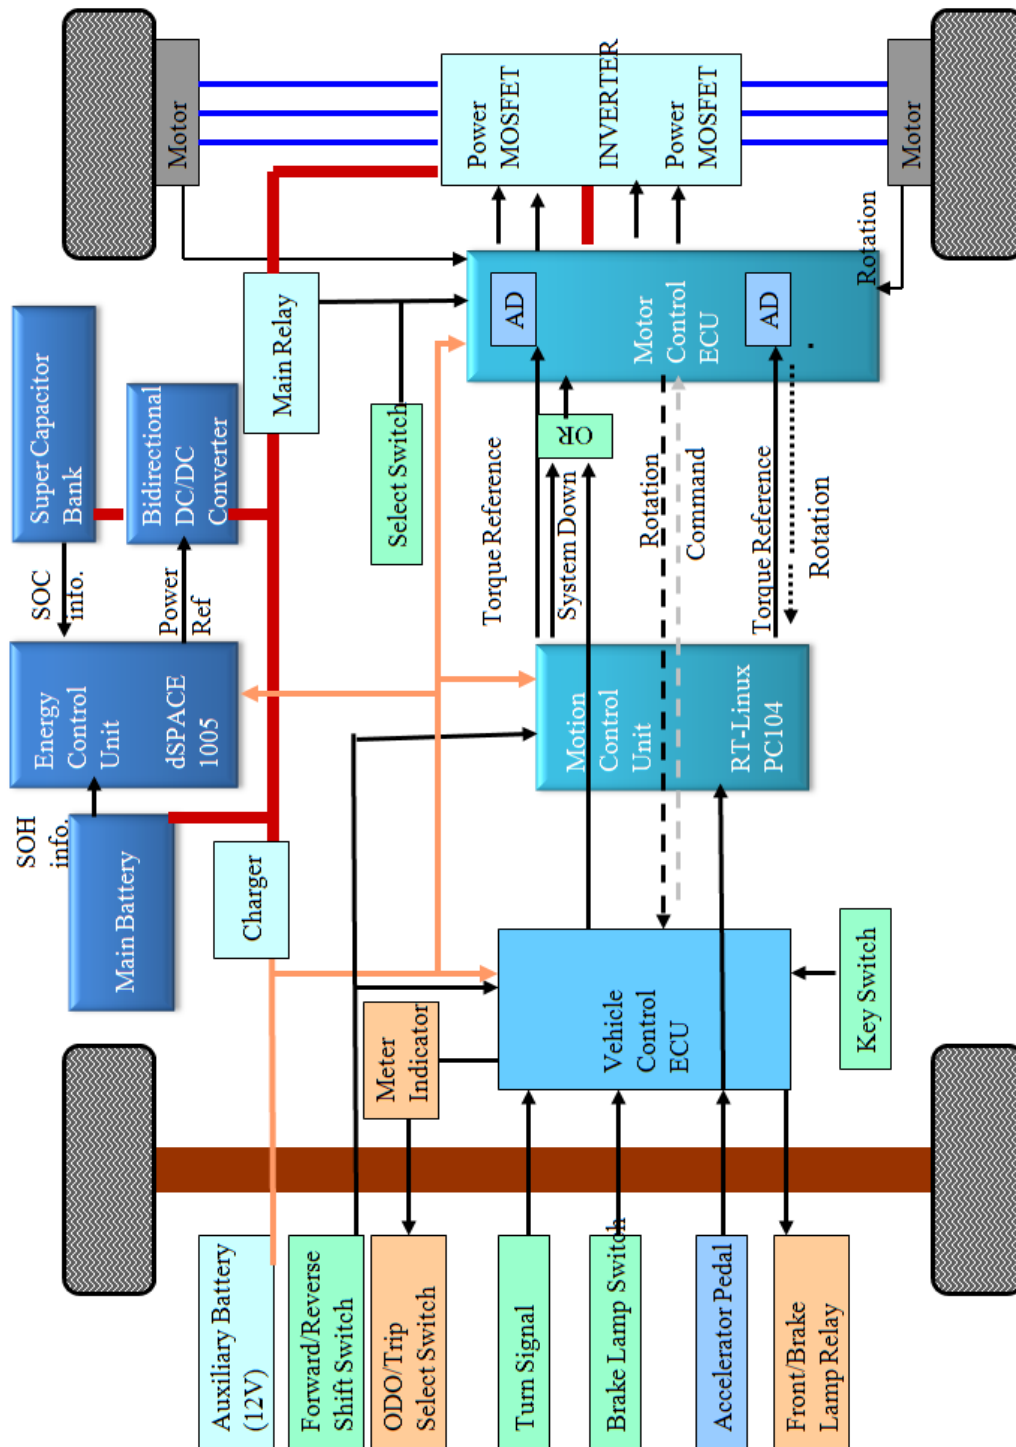 Auxiliary Battery
(12V)
Forward/Reverse
Shift Switch
ODO/Trip
Select Switch
Turn Signal
Brake Lamp Switch
Accelerator Pedal
Front/Brake
Lamp Relay
Meter
Indicator
Vehicle
Control
ECU
Key Switch
Main Battery
SOH
info.
Charger
Energy
Control
Unit
dSPACE
1005
SOC
info.
Power
Ref
Super Capacitor
Bank
Bidirectional
DC/DC
Converter
Main Relay
Select Switch
Motion
Control
Unit
RT-Linux
PC104
Torque Reference
System Down
OR
Rotation
Command
Torque Reference
Rotation
AD
Motor
Control
ECU
AD
Rotation
Motor
Power
MOSFET
INVERTER
Power
MOSFET
Motor